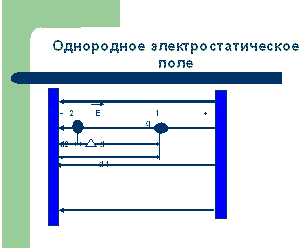 Однородное электростатическое
поле
- 2 E 1 +
q
d2 d
d1